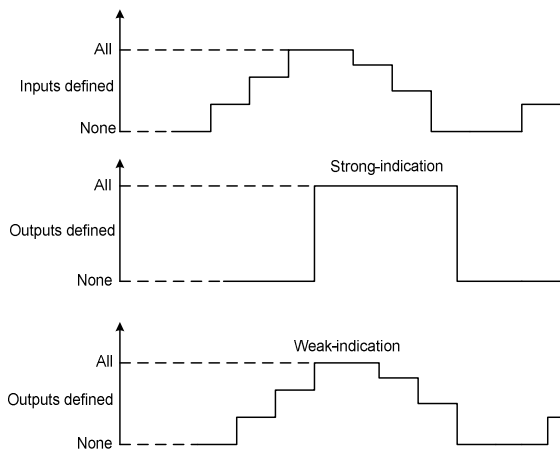 All
Inputs defined
None
Strong-indication
All
Outputs defined
None
Weak-indication
All
Outputs defined
None